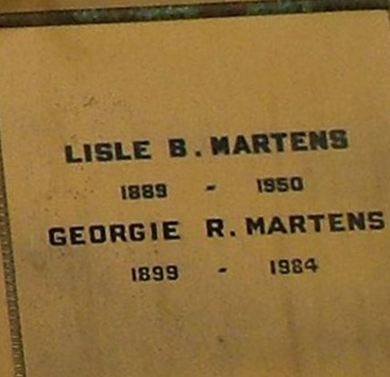 LISLE B. MARTENS
1889 - 1950
GEORGIE R. MARTENS
1899 - 1984